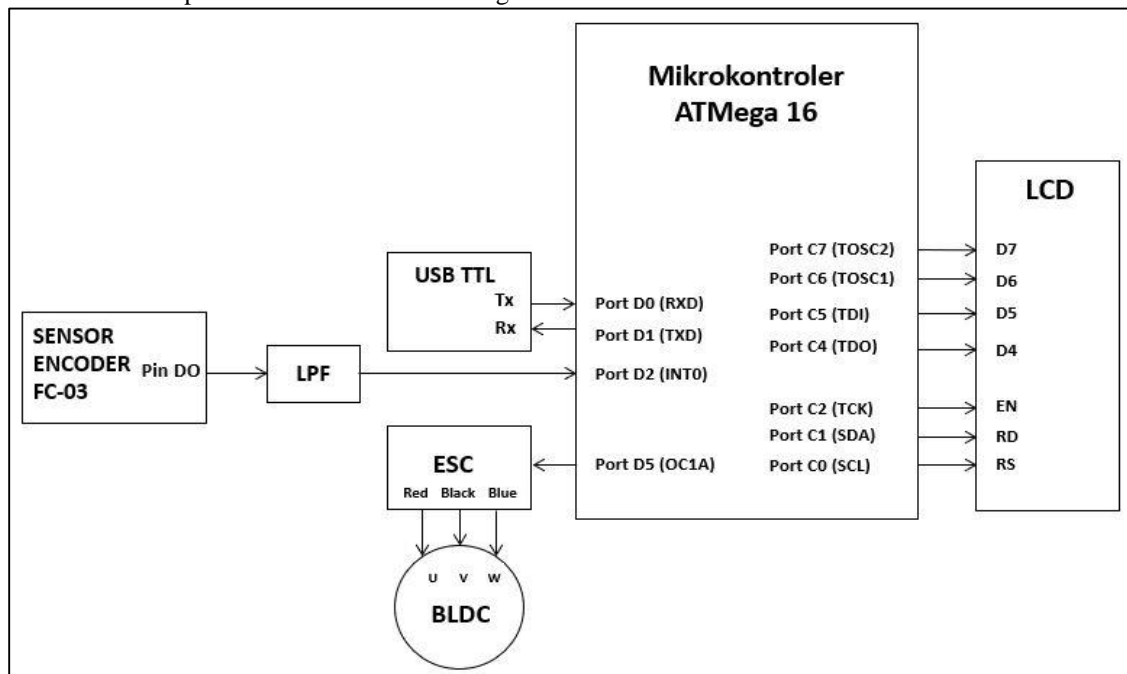 Mikrokontroler
ATMega 16
LCD
Port C7 (TOSC2)
D7
Port C6 (TOSC1)
D6
Port C5 (TDI)
D5
Port C4 (TDO)
D4
Port C2 (TCK)
EN
Port C1 (SDA)
RD
Port C0 (SCL)
RS
USB TTL
Tx
Rx
Port D0 (RXD)
Port D1 (TXD)
Port D2 (INT0)
SENSOR
ENCODER
FC-03
Pin DO
LPF
ESC
Red Black Blue
Port D5 (OC1A)
U V W
BLDC